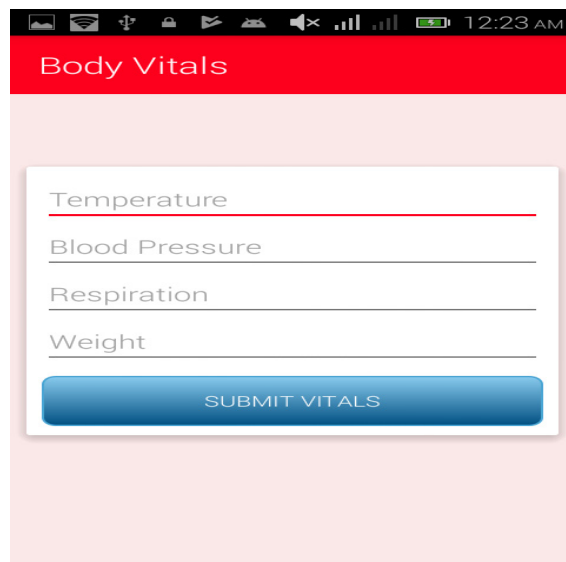 12:23 AM
Body Vitals
Temperature
Blood Pressure
Respiration
Weight
SUBMIT VITALS